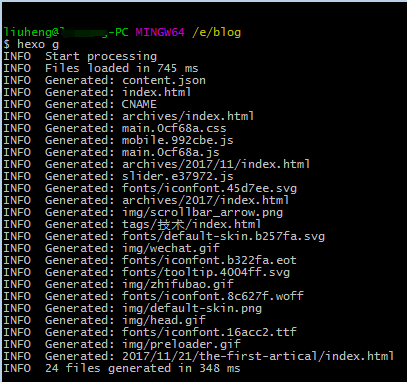 liuheng@-PC MINGW64 /e/blog
$ hexo g
INFO  Start processing
INFO  Files loaded in 745 ms
INFO  Generated: content.json
INFO  Generated: index.html
INFO  Generated: CNAME
INFO  Generated: archives/index.html
INFO  Generated: main.0cf68a.css
INFO  Generated: mobile.992cbe.js
INFO  Generated: main.0cf68a.js
INFO  Generated: archives/2017/11/index.html
INFO  Generated: slider.e37972.js
INFO  Generated: fonts/iconfont.45d7ee.svg
INFO  Generated: archives/2017/index.html
INFO  Generated: img/scrollbar_arrow.png
INFO  Generated: tags/技术/index.html
INFO  Generated: fonts/default-skin.b257fa.svg
INFO  Generated: img/wechat.gif
INFO  Generated: fonts/iconfont.b322fa.eot
INFO  Generated: fonts/tooltip.4004ff.svg
INFO  Generated: img/zhifubao.gif
INFO  Generated: fonts/iconfont.8c627f.woff
INFO  Generated: img/default-skin.png
INFO  Generated: img/head.gif
INFO  Generated: fonts/iconfont.16acc2.ttf
INFO  Generated: img/preloader.gif
INFO  Generated: 2017/11/21/the-first-artical/index.html
INFO  24 files generated in 348 ms